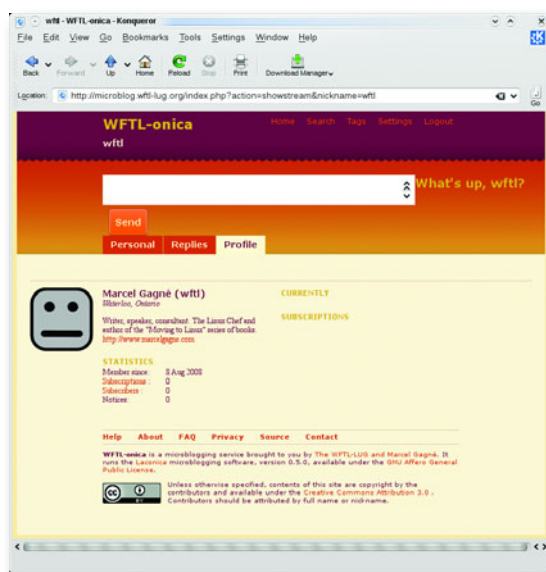 wftl - WFTL-onica - Konqueror
File Edit View Go Bookmarks Tools Settings Window Help
Back Forward Up Home Reload Stop Print Download Manager
Location: http://microblog.wftl-lug.org/index.php?action=showstream&nickname=wftl
Go
WFTL-onica
Home Search Tags Settings Logout
wftl
What's up, wftl?
Send
Personal Replies Profile
Marcel Gagné (wftl)
Waterloo, Ontario
Writer, speaker, consultant. The Linux Chef and
author of the "Moving to Linux" series of books.
http://www.marcelgagne.com
CURRENTLY
SUBSCRIPTIONS
STATISTICS
Member since: 8 Aug 2008
Subscriptions : 0
Subscribers : 0
Notices: 0
Help About FAQ Privacy Source Contact
WFTL-onica is a microblogging service brought to you by The WFTL-LUG and Marcel Gagné. It
runs the Laconica microblogging software, version 0.5.0, available under the GNU Affero General
Public License.
cc BY
Unless otherwise specified, contents of this site are copyright by the
contributors and available under the Creative Commons Attribution 3.0 .
Contributors should be attributed by full name or nickname.